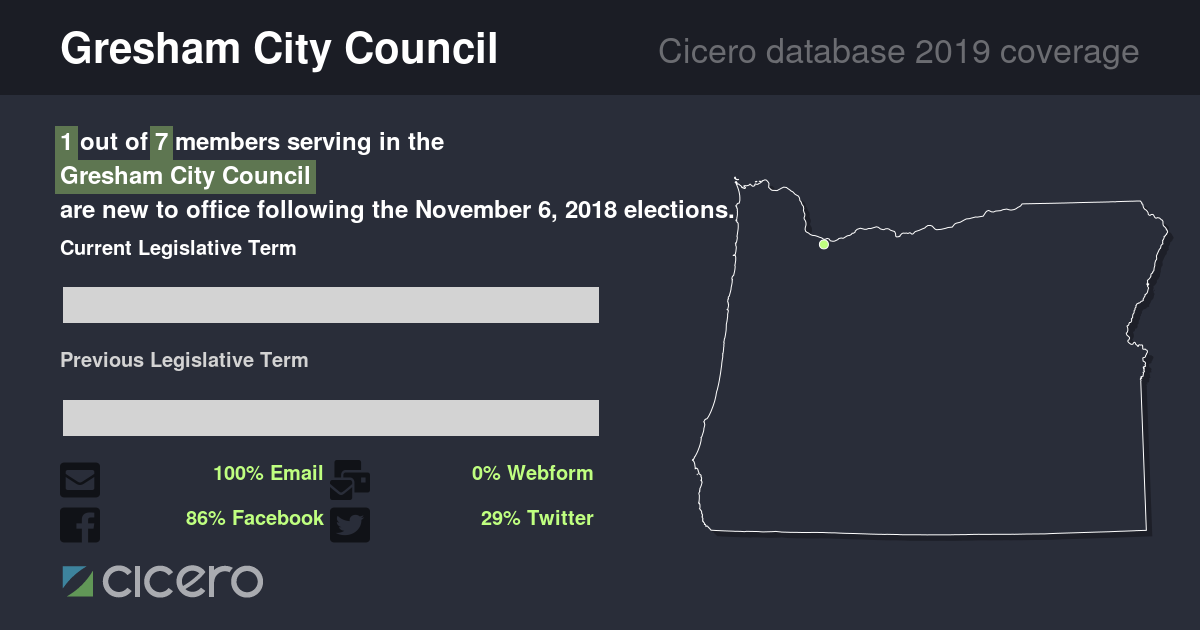 Gresham City Council
Cicero database 2019 coverage
1 out of 7 members serving in the
Gresham City Council
are new to office following the November 6, 2018 elections.
Current Legislative Term
Previous Legislative Term
100% Email
0% Webform
86% Facebook
29% Twitter
cicero